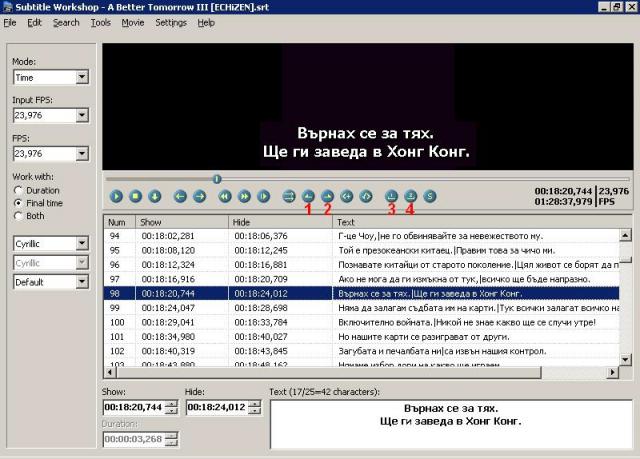 Subtitle Workshop - A Better Tomorrow III [ECHiZEN].srt
File Edit Search Tools Movie Settings Help
Mode:
Time
Input FPS:
23,976
FPS:
23,976
Work with:
Duration
Final time
Both
Cyrillic
Cyrillic
Default
Върнах се за тях.
Ще ги заведа в Хонг Конг.
00:18:20,744 23,976
01:28:37,979 FPS
1 2 3 4
Num Show Hide Text
94 00:18:02,281 00:18:06,376 Г-це Чоу,|не го обвинявайте за невежеството му.
95 00:18:08,120 00:18:12,245 Той е презокеански китаец.|Правим това за чичо ми.
96 00:18:12,324 00:18:16,881 Познавате китайци от старото поколение.|Цял живот се борят да п
97 00:18:16,916 00:18:20,709 Ако не мога да ги измъкна от тук,|всичко ще бъде напразно.
98 00:18:20,744 00:18:24,012 Върнах се за тях.|Ще ги заведа в Хонг Конг.
99 00:18:24,047 00:18:28,698 Няма да залагам съдбата им на карти.|Тук всички залагат всичко на
100 00:18:29,041 00:18:33,784 Включително войната.|Никой не знае какво ще се случи утре!
101 00:18:34,980 00:18:40,027 Но нашите карти се разиграват от други.
102 00:18:40,319 00:18:43,845 Загубата и печалбата ни|са извън нашия контрол.
103 00:18:43,880 00:18:48,162 Нямаме избор дори на какво ще играем.
Show: Hide: Text (17/25=42 characters):
00:18:20,744 00:18:24,012
Duration:
00:00:03,268
Върнах се за тях.
Ще ги заведа в Хонг Конг.